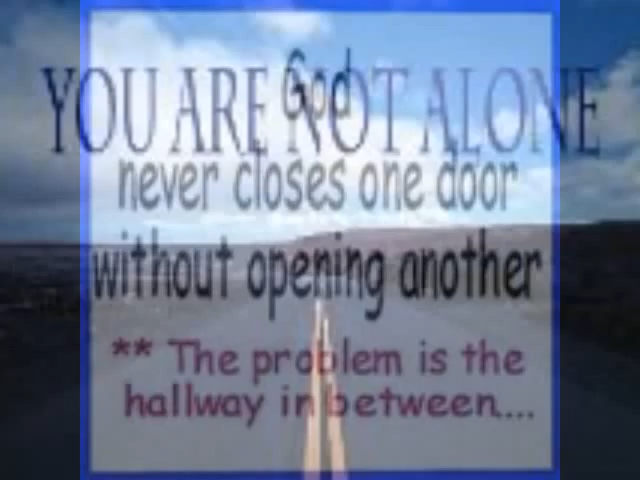 YOU ARE NOT ALONE
God
never closes one door
without opening another
** The problem is the
hallway in between....